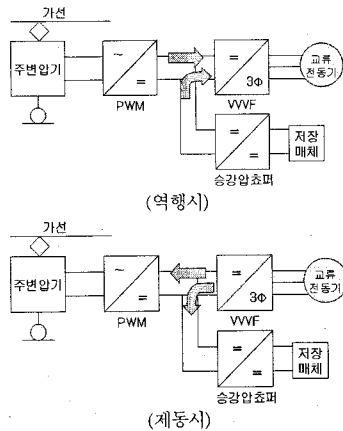 가선
주변압기
~
=
PWM
=
3Φ
VVVF
교류
전동기
=
=
승강압쵸퍼
저장
매체
(역행시)
가선
주변압기
~
=
PWM
=
3Φ
VVVF
교류
전동기
=
=
승강압쵸퍼
저장
매체
(제동시)